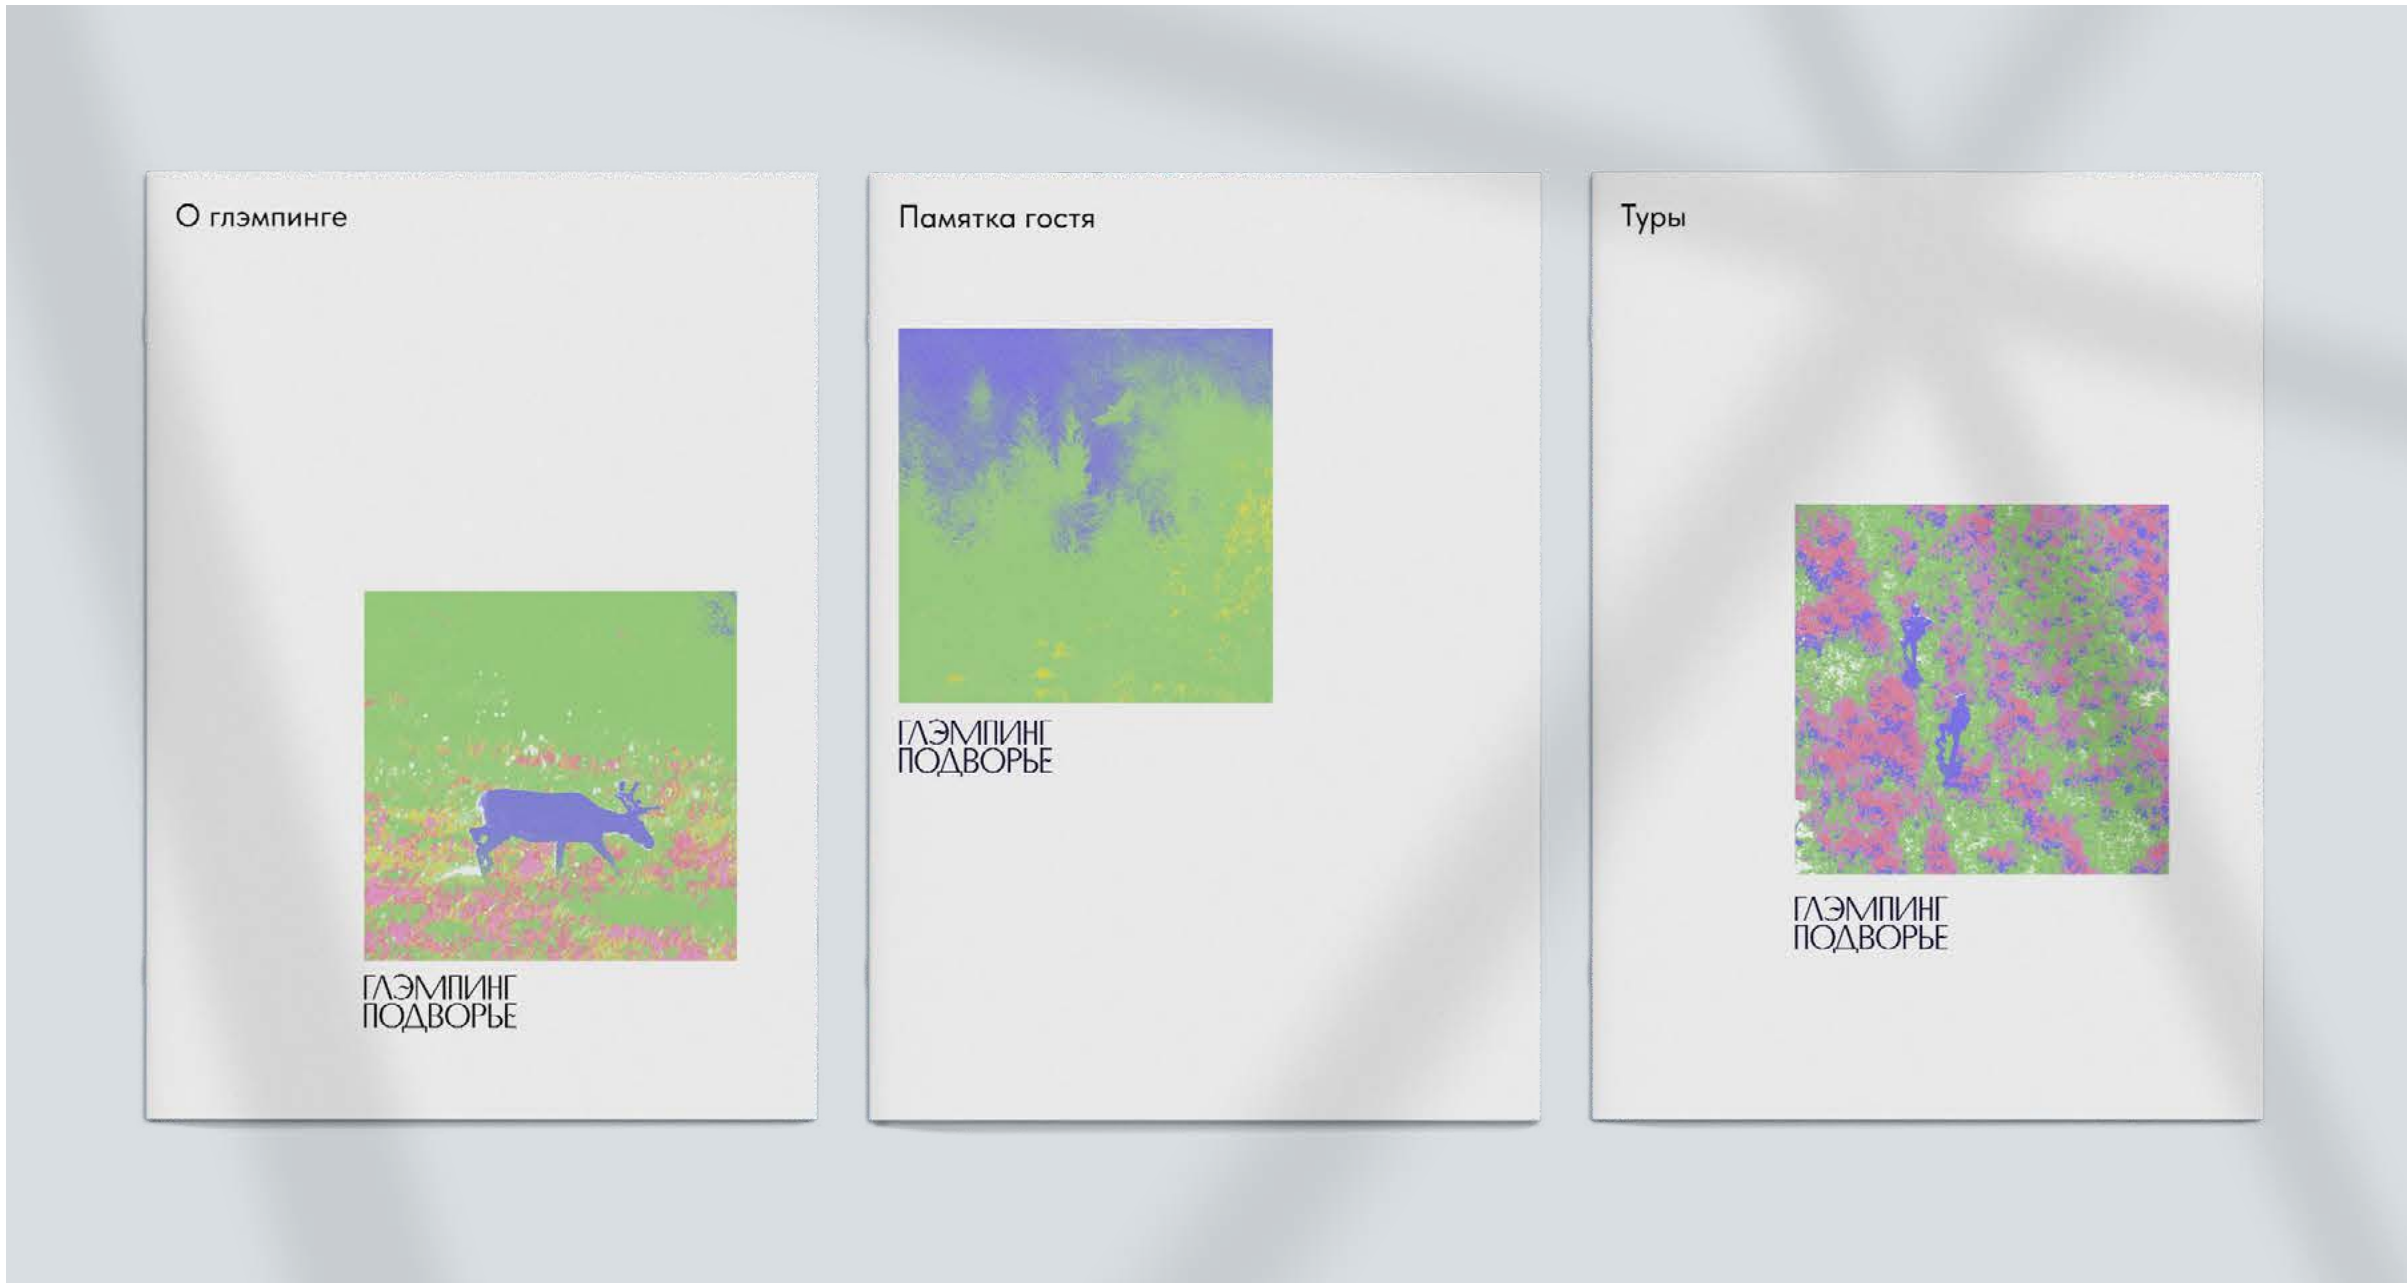 О глэмпинге
ГЛЭМПИНГ
ПОДВОРЬЕ
Памятка гостя
ГЛЭМПИНГ
ПОДВОРЬЕ
Туры
ГЛЭМПИНГ
ПОДВОРЬЕ